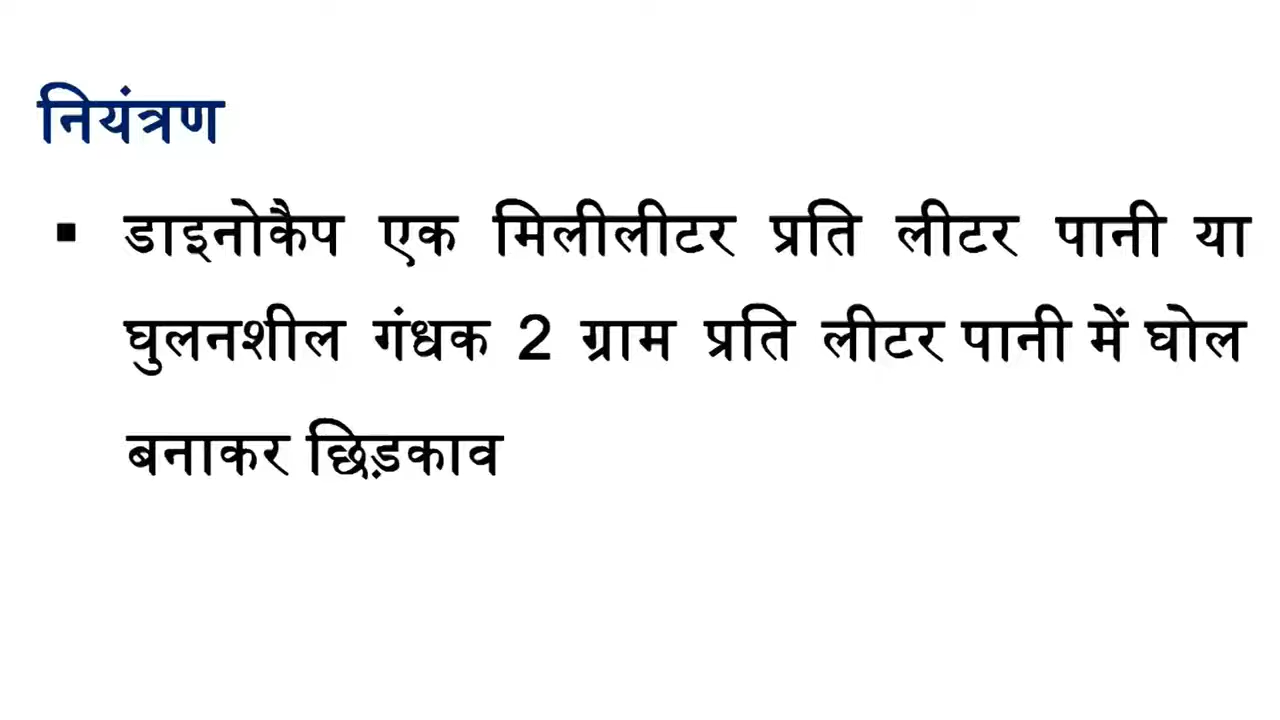 नियंत्रण
▪ डाइनोकैप एक मिलीलीटर प्रति लीटर पानी या
घुलनशील गंधक 2 ग्राम प्रति लीटर पानी में घोल
बनाकर छिड़काव